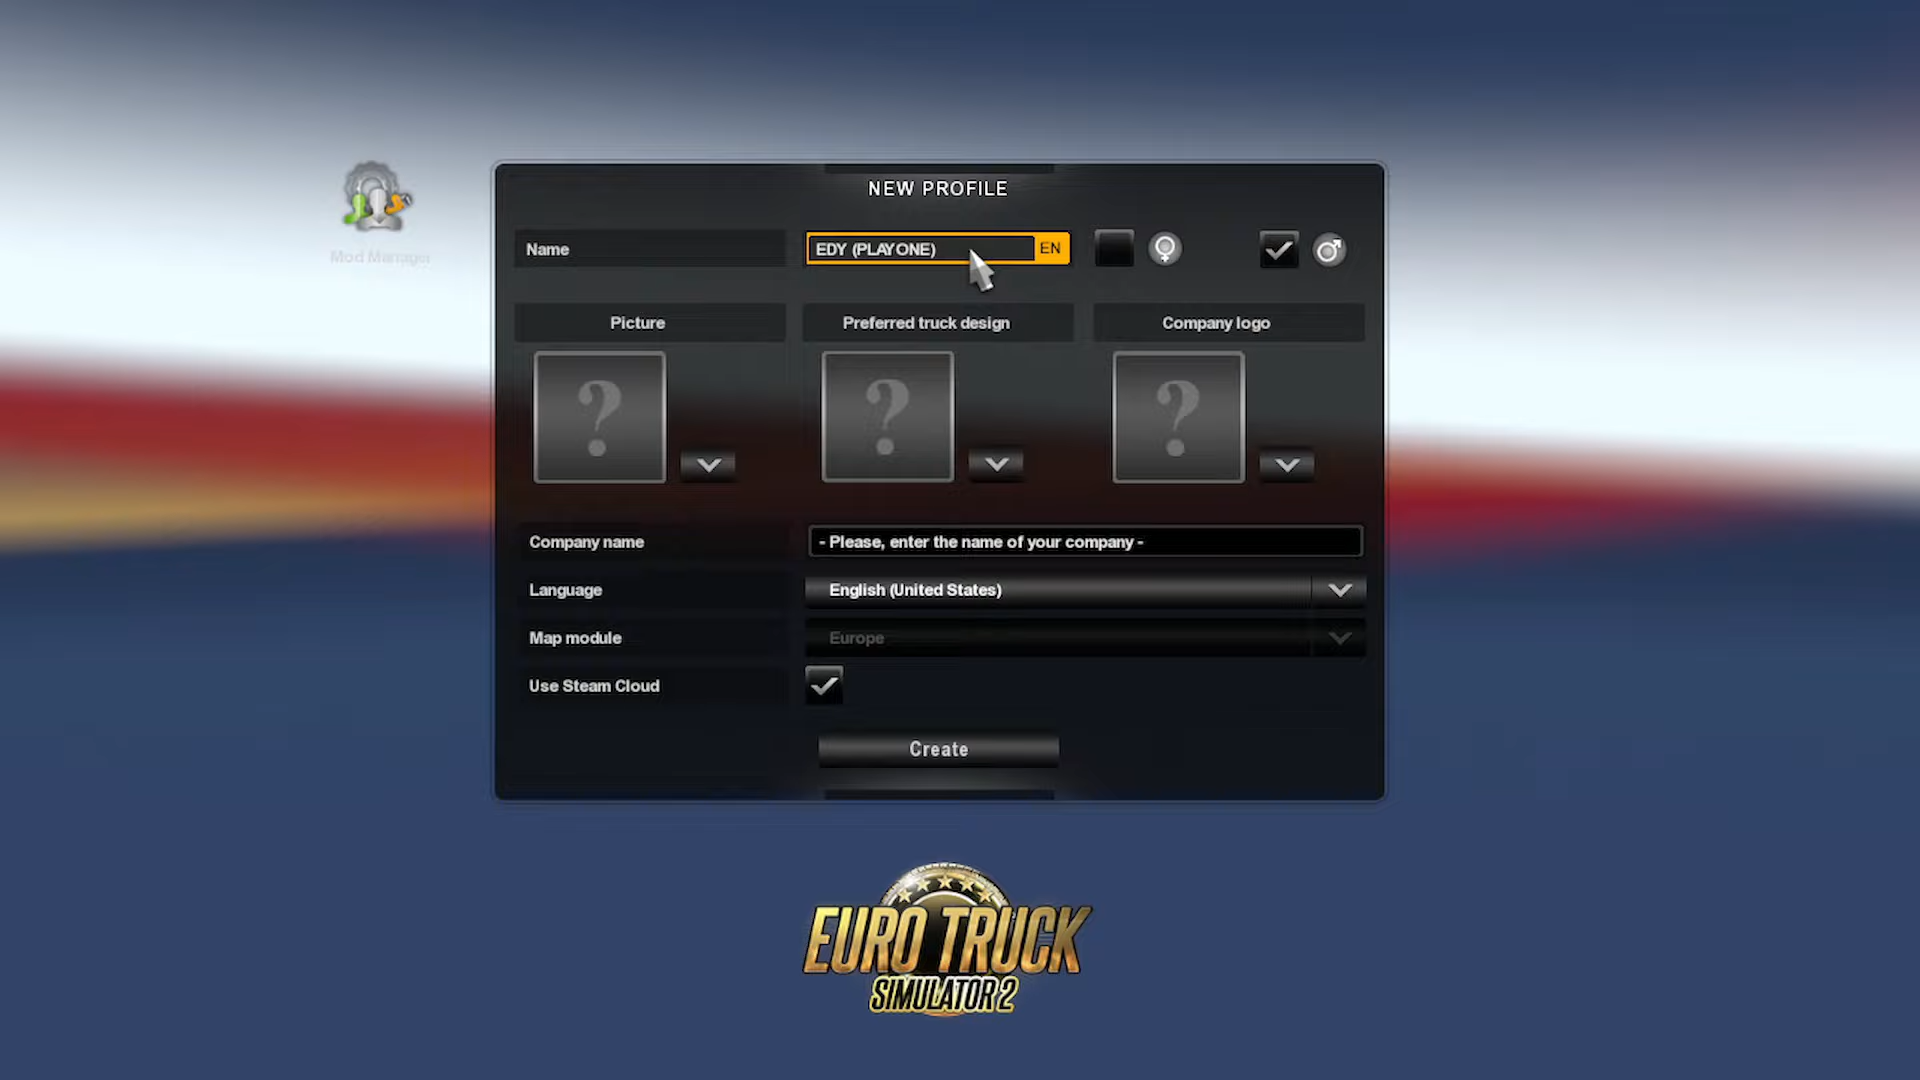 NEW PROFILE
Name
EDY (PLAYONE)
EN
Mod Manager
Picture
Preferred truck design
Company logo
?
?
?
Company name
- Please, enter the name of your company -
Language
English (United States)
Map module
Europe
Use Steam Cloud
Create
EURO TRUCK
SIMULATOR 2